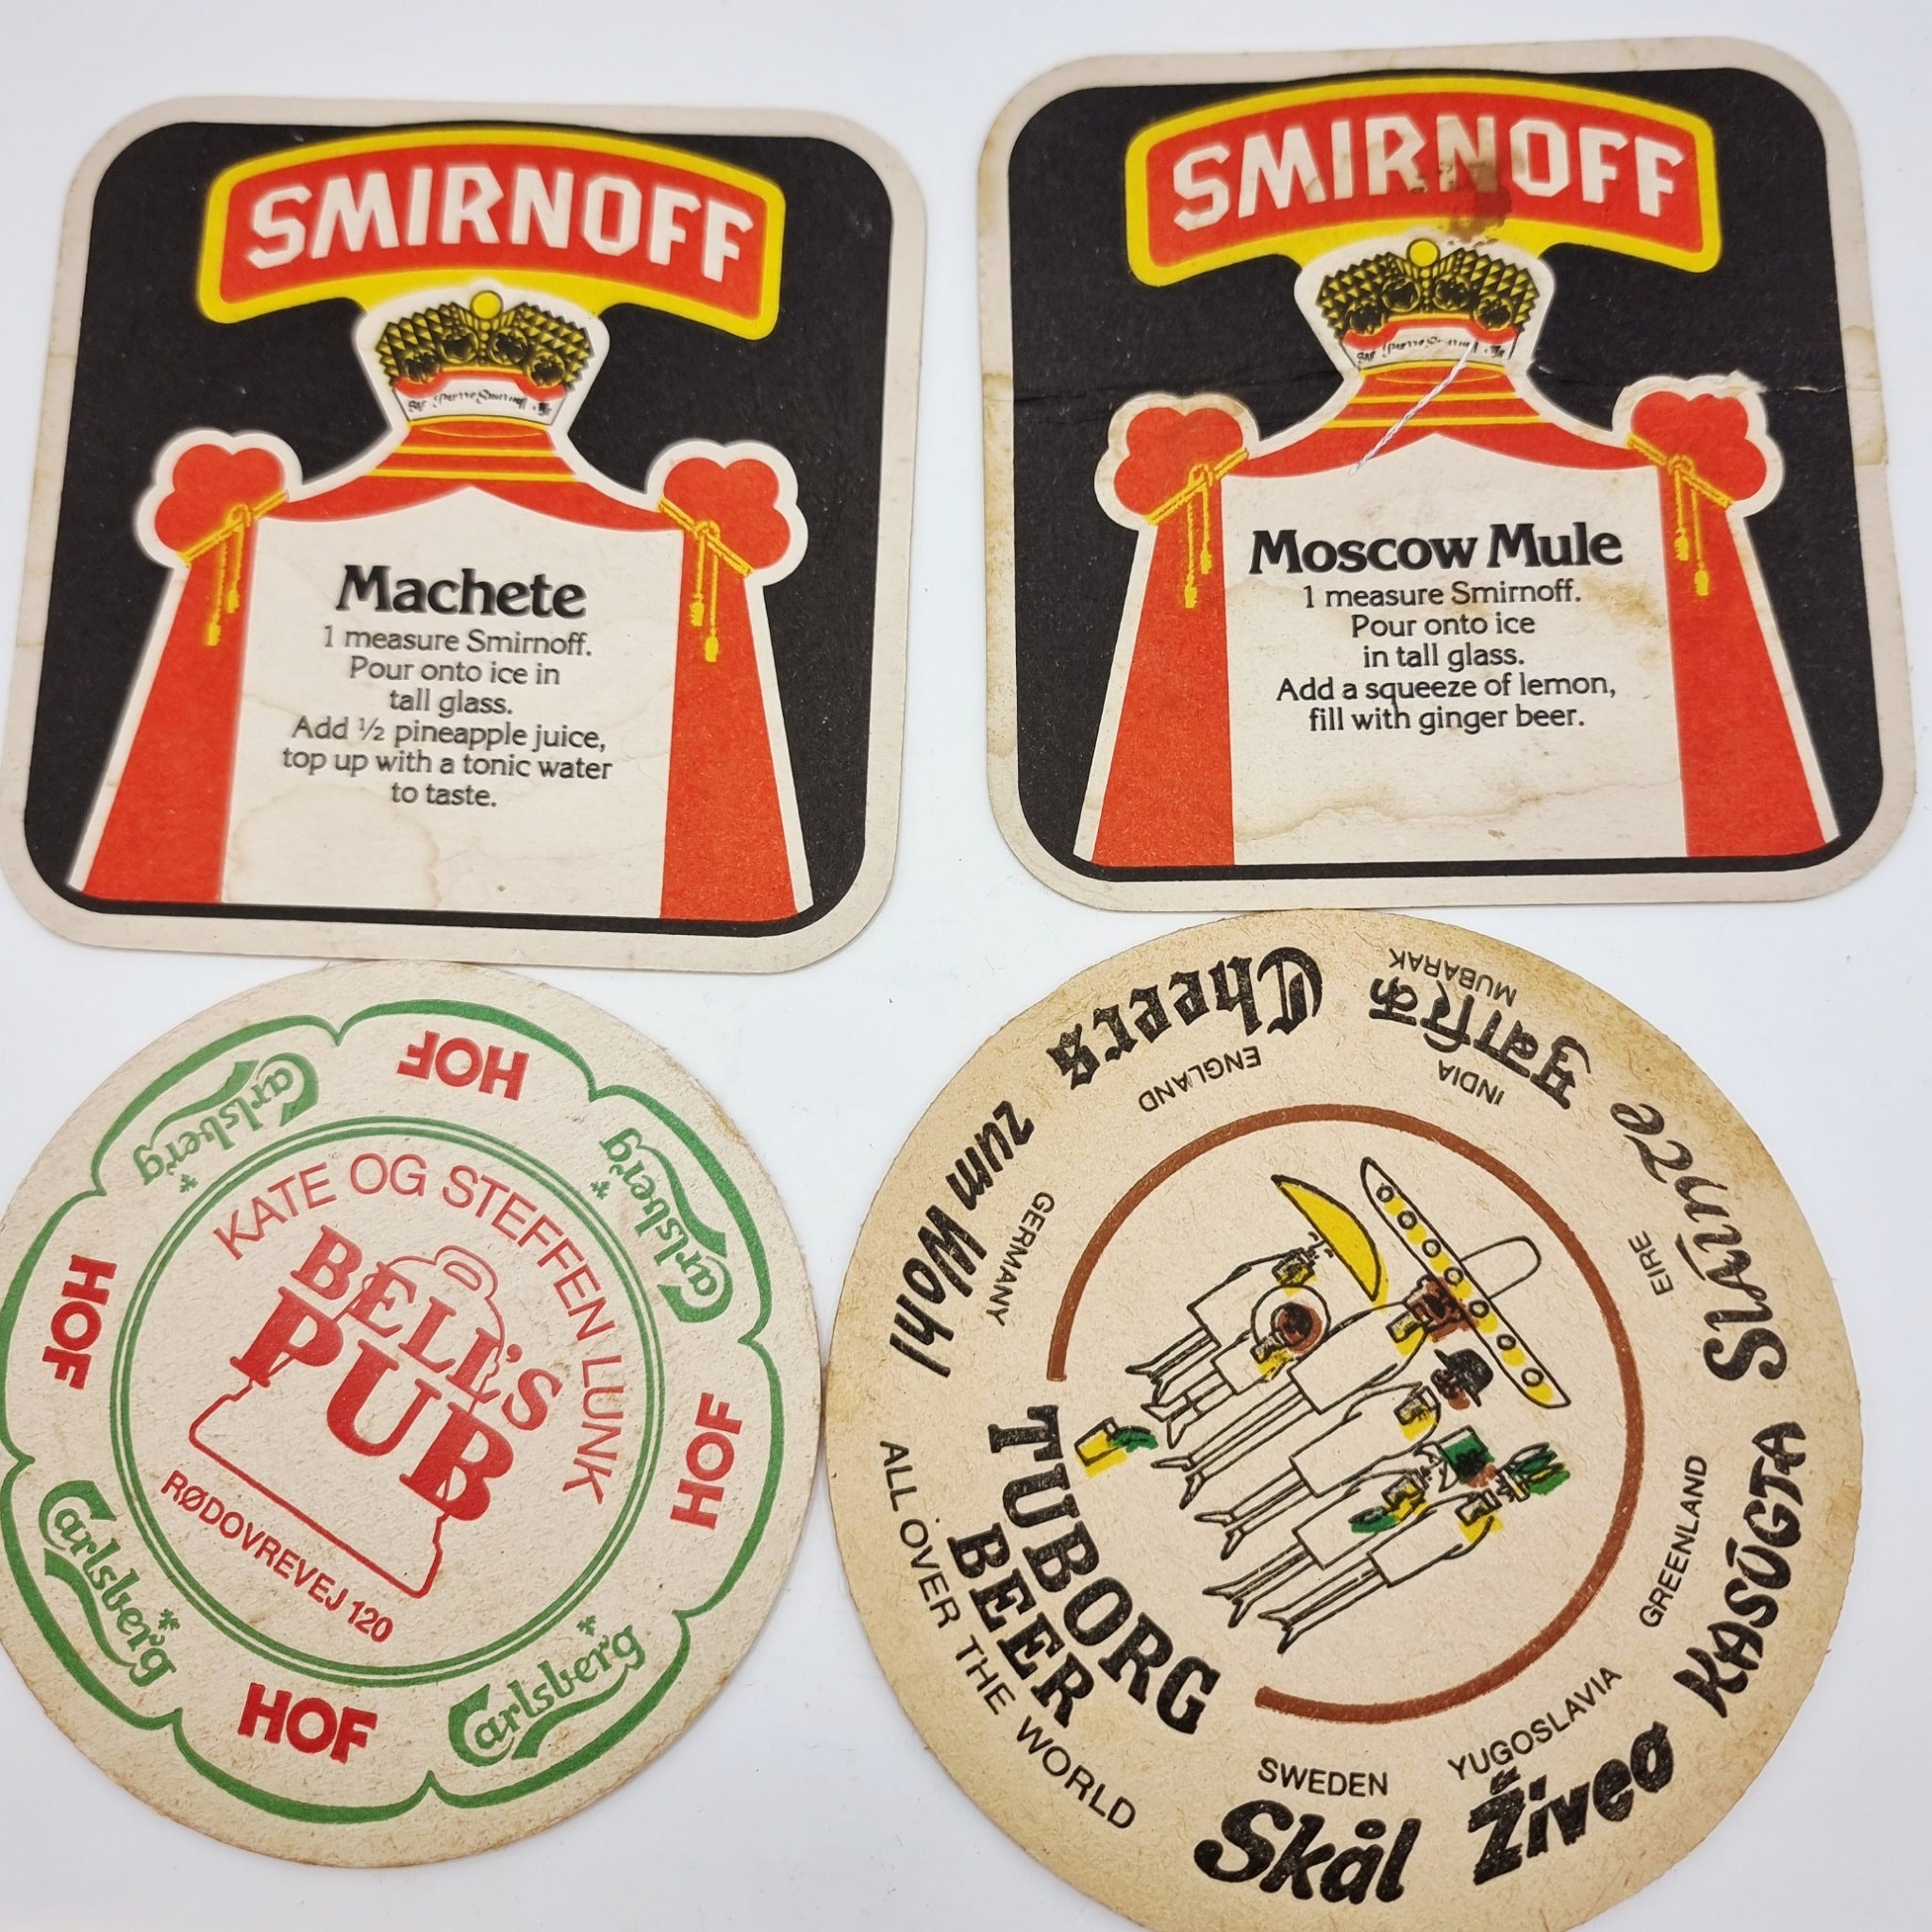 SMIRNOFF
Machete
1 measure Smirnoff.
Pour onto ice in
tall glass.
Add ½ pineapple juice,
top up with a tonic water
to taste.
SMIRNOFF
Moscow Mule
1 measure Smirnoff.
Pour onto ice
in tall glass.
Add a squeeze of lemon,
fill with ginger beer.
HOF
Carlsberg
HOF
Carlsberg
HOF
Carlsberg
HOF
Carlsberg
KATE OG STEFFEN LUNK
BELL'S
PUB
RØDOVREVEJ 120
TUBORG
BEER
ALL OVER THE WORLD
zum Wohl
GERMANY
Cheers
ENGLAND
मुबारिक
MUBARAK
INDIA
Sláınce
EIRE
KASÚGTA
GREENLAND
Živeo
YUGOSLAVIA
Skål
SWEDEN